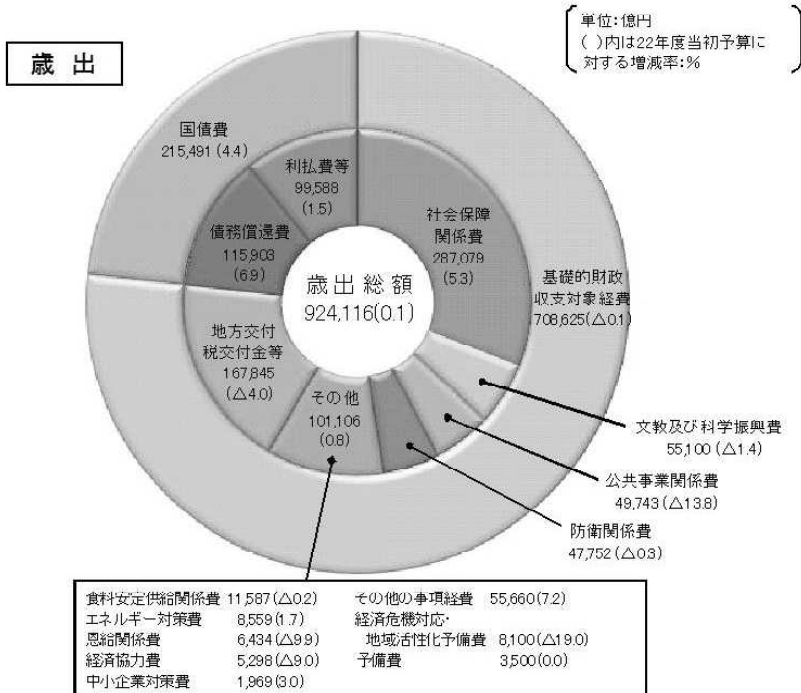 歳 出
単位:億円
( )内は22年度当初予算に
対する増減率:%
国債費
215,491 (4.4)
利払費等
99,588
(1.5)
債務償還費
115,903
(6.9)
社会保障
関係費
287,079
(5.3)
歳出総額
924,116(0.1)
基礎的財政
収支対象経費
708,625(△0.1)
地方交付
税交付金等
167,845
(△4.0)
その他
101,106
(0.8)
文教及び科学振興費
55,100 (△1.4)
公共事業関係費
49,743 (△13.8)
防衛関係費
47,752 (△0.3)
食料安定供給関係費 11,587 (△0.2)
エネルギー対策費 8,559 (1.7)
恩給関係費 6,434 (△9.9)
経済協力費 5,298 (△9.0)
中小企業対策費 1,969 (3.0)
その他の事項経費 55,660 (7.2)
経済危機対応・
地域活性化予備費 8,100 (△19.0)
予備費 3,500 (0.0)